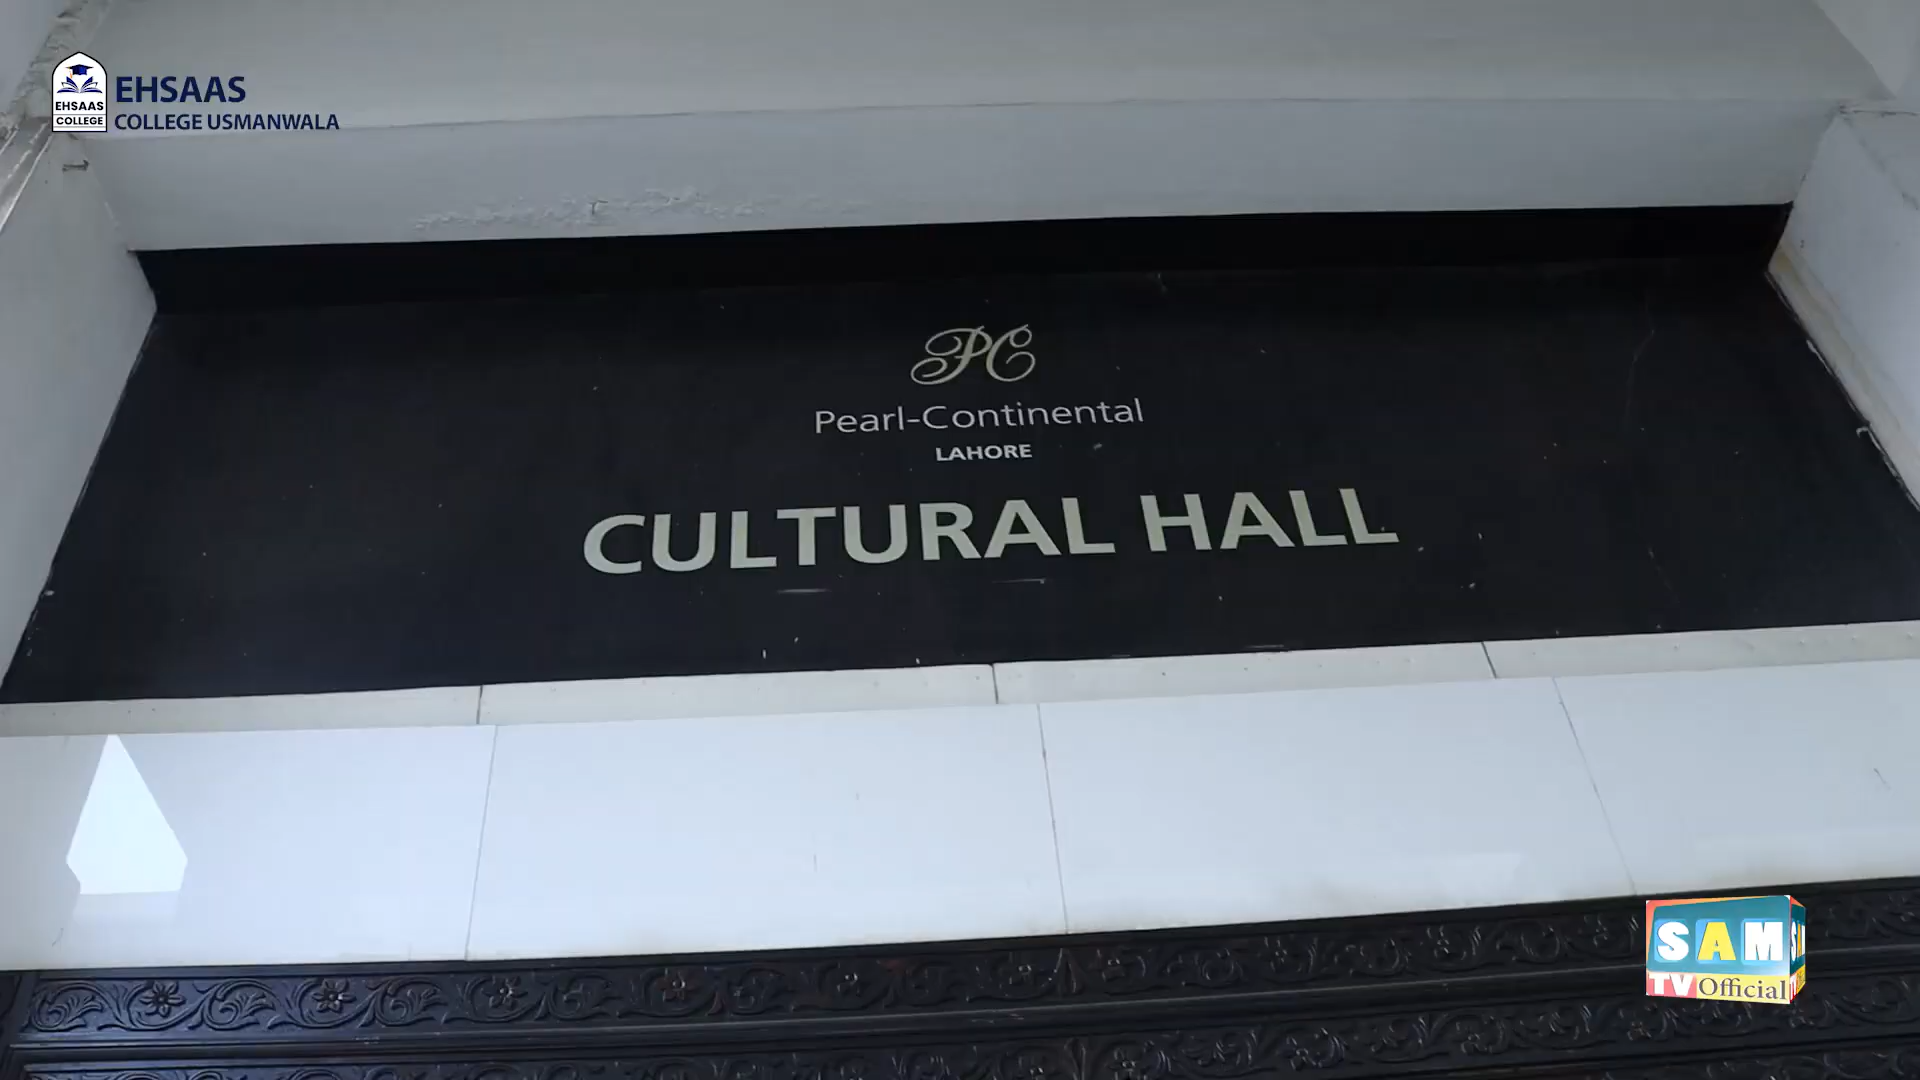 EHSAAS
COLLEGE
EHSAAS
COLLEGE USMANWALA
PC
Pearl-Continental
LAHORE
CULTURAL HALL
SAM
TV Official